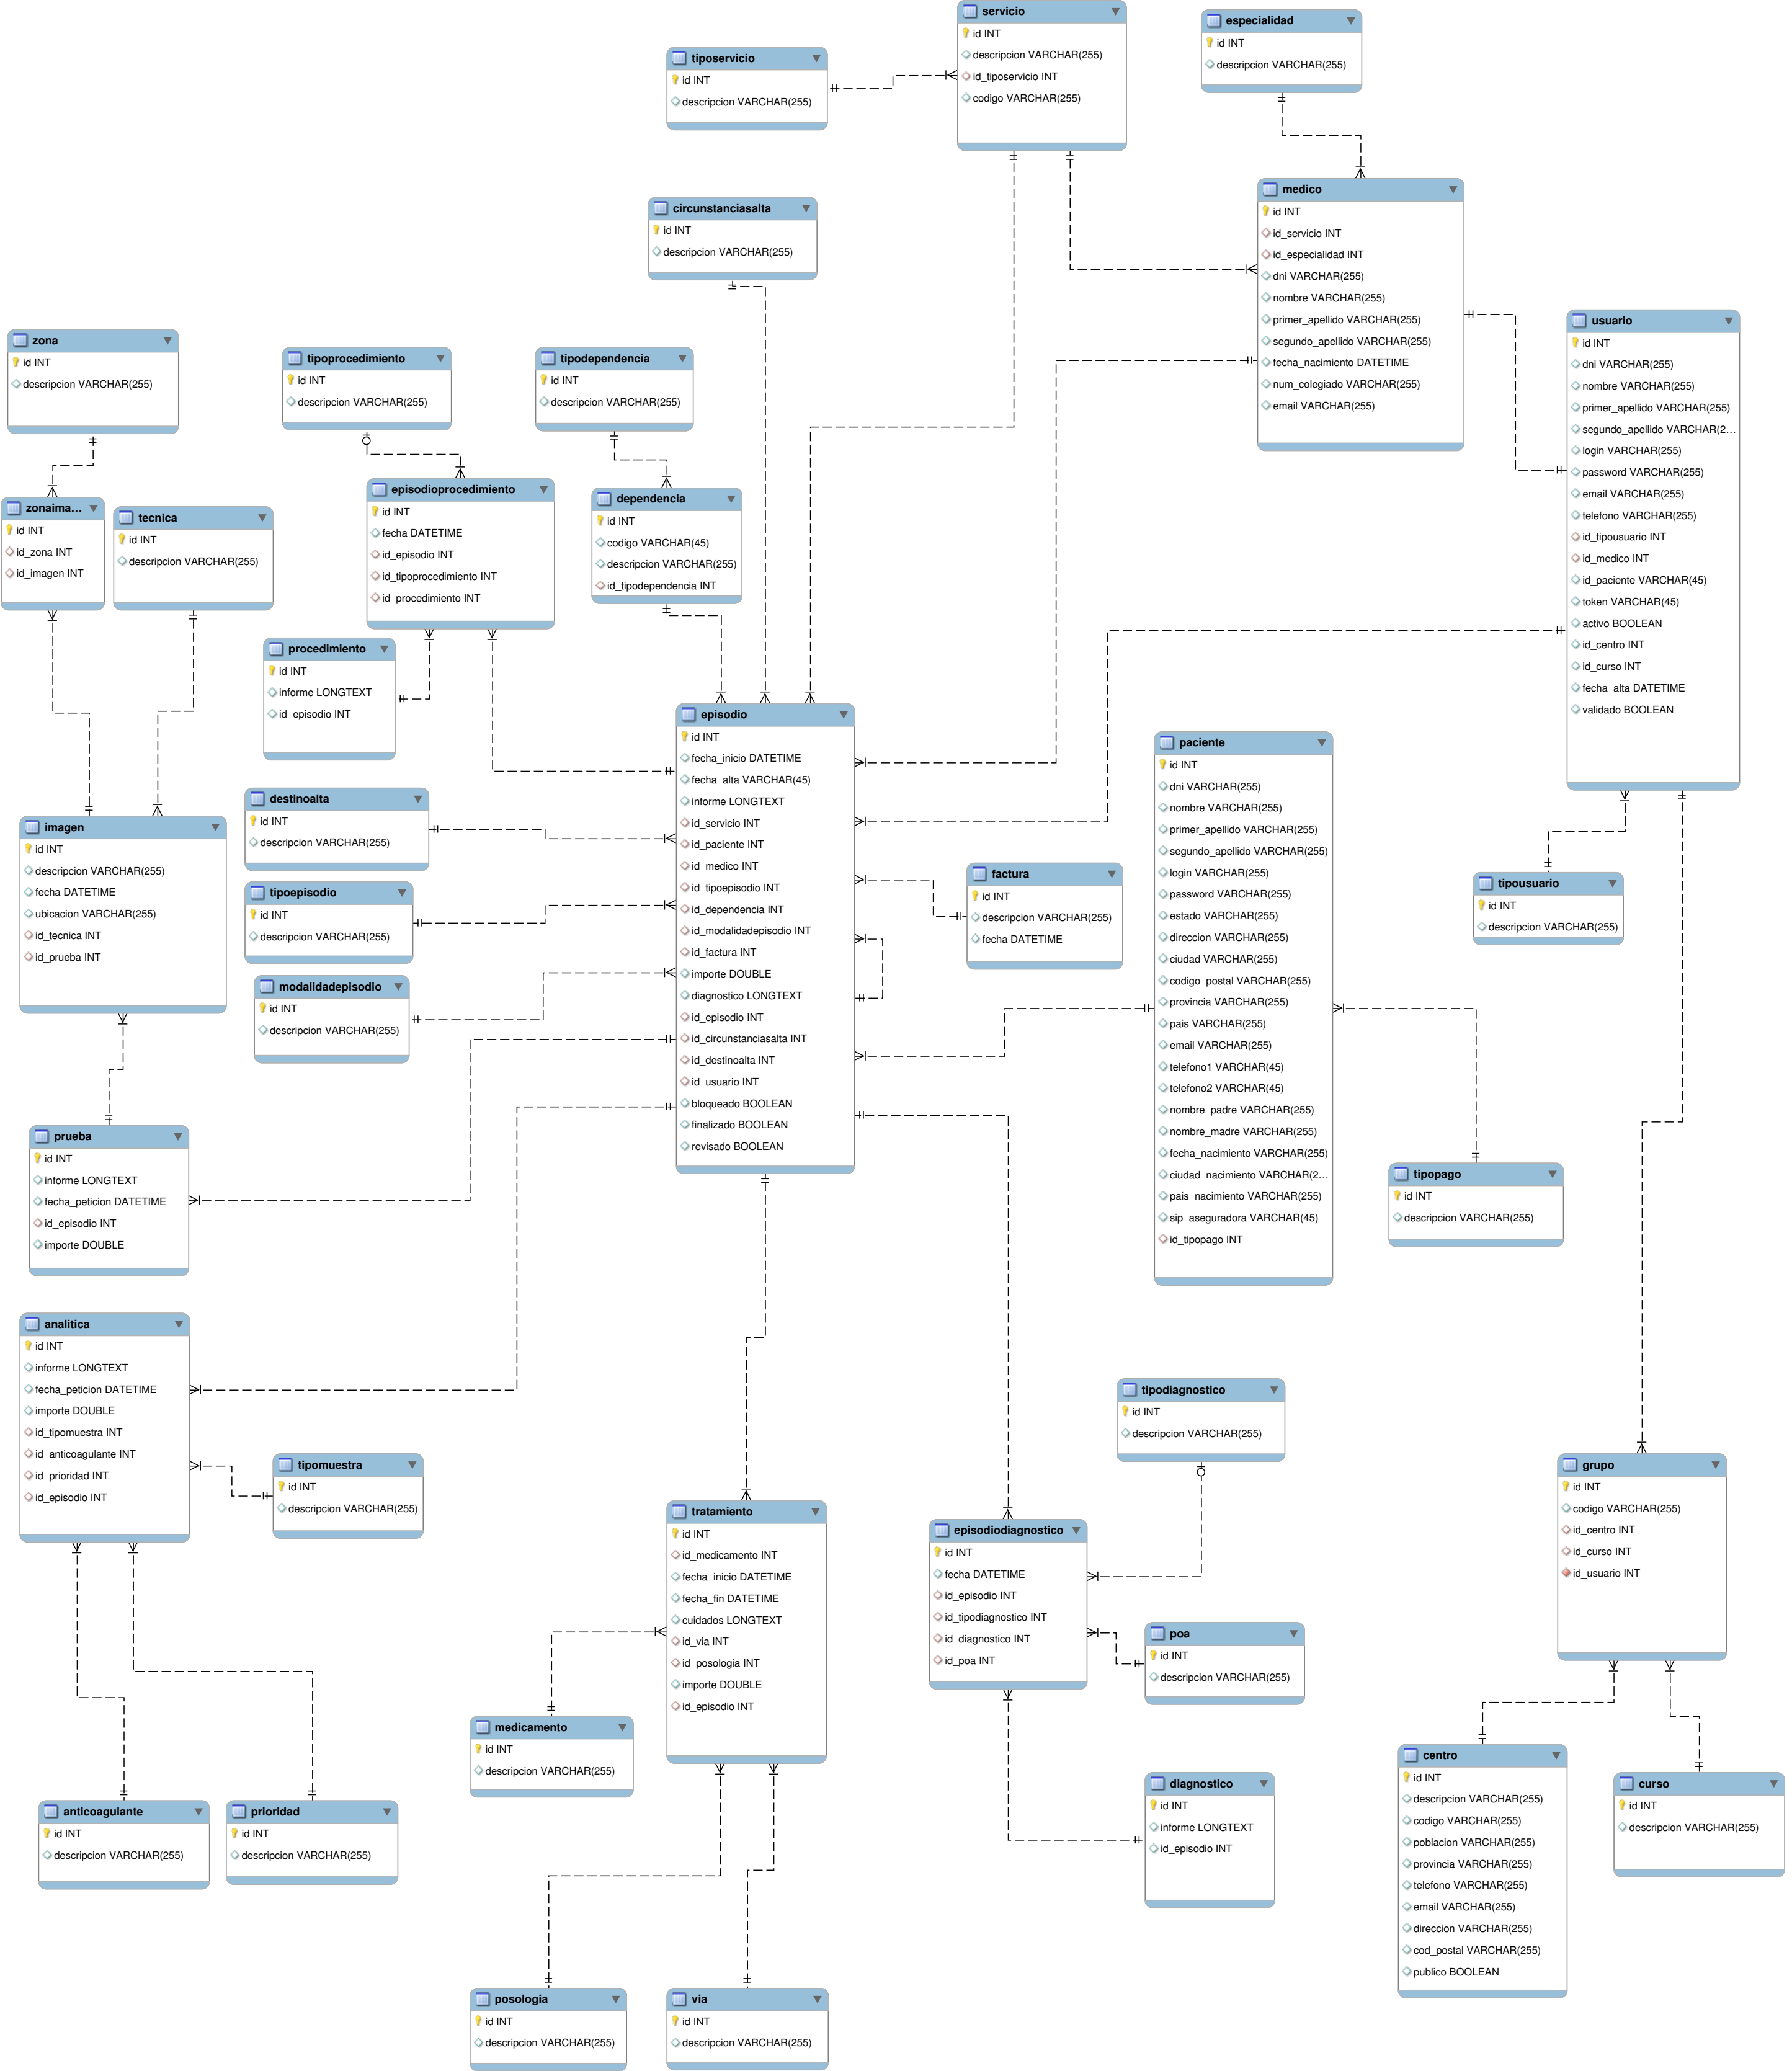 servicio
id INT
descripcion VARCHAR(255)
id_tiposervicio INT
codigo VARCHAR(255)
especialidad
id INT
descripcion VARCHAR(255)
tiposervicio
id INT
descripcion VARCHAR(255)
medico
id INT
id_servicio INT
id_especialidad INT
dni VARCHAR(255)
nombre VARCHAR(255)
primer_apellido VARCHAR(255)
segundo_apellido VARCHAR(255)
fecha_nacimiento DATETIME
num_colegiado VARCHAR(255)
email VARCHAR(255)
circunstanciasalta
id INT
descripcion VARCHAR(255)
usuario
id INT
dni VARCHAR(255)
nombre VARCHAR(255)
primer_apellido VARCHAR(255)
segundo_apellido VARCHAR(2...
login VARCHAR(255)
password VARCHAR(255)
email VARCHAR(255)
telefono VARCHAR(255)
id_tipousuario INT
id_medico INT
id_paciente VARCHAR(45)
token VARCHAR(45)
activo BOOLEAN
id_centro INT
id_curso INT
fecha_alta DATETIME
validado BOOLEAN
zona
id INT
descripcion VARCHAR(255)
tipoprocedimiento
id INT
descripcion VARCHAR(255)
tipodependencia
id INT
descripcion VARCHAR(255)
zonaima...
id INT
id_zona INT
id_imagen INT
tecnica
id INT
descripcion VARCHAR(255)
episodioprocedimiento
id INT
fecha DATETIME
id_episodio INT
id_tipoprocedimiento INT
id_procedimiento INT
dependencia
id INT
codigo VARCHAR(45)
descripcion VARCHAR(255)
id_tipodependencia INT
procedimiento
id INT
informe LONGTEXT
id_episodio INT
episodio
id INT
fecha_inicio DATETIME
fecha_alta VARCHAR(45)
informe LONGTEXT
id_servicio INT
id_paciente INT
id_medico INT
id_tipoepisodio INT
id_dependencia INT
id_modalidadepisodio INT
id_factura INT
importe DOUBLE
diagnostico LONGTEXT
id_episodio INT
id_circunstanciasalta INT
id_destinoalta INT
id_usuario INT
bloqueado BOOLEAN
finalizado BOOLEAN
revisado BOOLEAN
paciente
id INT
dni VARCHAR(255)
nombre VARCHAR(255)
primer_apellido VARCHAR(255)
segundo_apellido VARCHAR(255)
login VARCHAR(255)
password VARCHAR(255)
estado VARCHAR(255)
direccion VARCHAR(255)
ciudad VARCHAR(255)
codigo_postal VARCHAR(255)
provincia VARCHAR(255)
pais VARCHAR(255)
email VARCHAR(255)
telefono1 VARCHAR(45)
telefono2 VARCHAR(45)
nombre_padre VARCHAR(255)
nombre_madre VARCHAR(255)
fecha_nacimiento VARCHAR(255)
ciudad_nacimiento VARCHAR(2...
pais_nacimiento VARCHAR(255)
sip_aseguradora VARCHAR(45)
id_tipopago INT
destinoalta
id INT
descripcion VARCHAR(255)
imagen
id INT
descripcion VARCHAR(255)
fecha DATETIME
ubicacion VARCHAR(255)
id_tecnica INT
id_prueba INT
factura
id INT
descripcion VARCHAR(255)
fecha DATETIME
tipousuario
id INT
descripcion VARCHAR(255)
tipoepisodio
id INT
descripcion VARCHAR(255)
modalidadepisodio
id INT
descripcion VARCHAR(255)
prueba
id INT
informe LONGTEXT
fecha_peticion DATETIME
id_episodio INT
importe DOUBLE
tipopago
id INT
descripcion VARCHAR(255)
analitica
id INT
informe LONGTEXT
fecha_peticion DATETIME
importe DOUBLE
id_tipomuestra INT
id_anticoagulante INT
id_prioridad INT
id_episodio INT
tipodiagnostico
id INT
descripcion VARCHAR(255)
tipomuestra
id INT
descripcion VARCHAR(255)
grupo
id INT
codigo VARCHAR(255)
id_centro INT
id_curso INT
id_usuario INT
tratamiento
id INT
id_medicamento INT
fecha_inicio DATETIME
fecha_fin DATETIME
cuidados LONGTEXT
id_via INT
id_posologia INT
importe DOUBLE
id_episodio INT
episodiodiagnostico
id INT
fecha DATETIME
id_episodio INT
id_tipodiagnostico INT
id_diagnostico INT
id_poa INT
poa
id INT
descripcion VARCHAR(255)
medicamento
id INT
descripcion VARCHAR(255)
centro
id INT
descripcion VARCHAR(255)
codigo VARCHAR(255)
poblacion VARCHAR(255)
provincia VARCHAR(255)
telefono VARCHAR(255)
email VARCHAR(255)
direccion VARCHAR(255)
cod_postal VARCHAR(255)
publico BOOLEAN
diagnostico
id INT
informe LONGTEXT
id_episodio INT
curso
id INT
descripcion VARCHAR(255)
anticoagulante
id INT
descripcion VARCHAR(255)
prioridad
id INT
descripcion VARCHAR(255)
posologia
id INT
descripcion VARCHAR(255)
via
id INT
descripcion VARCHAR(255)